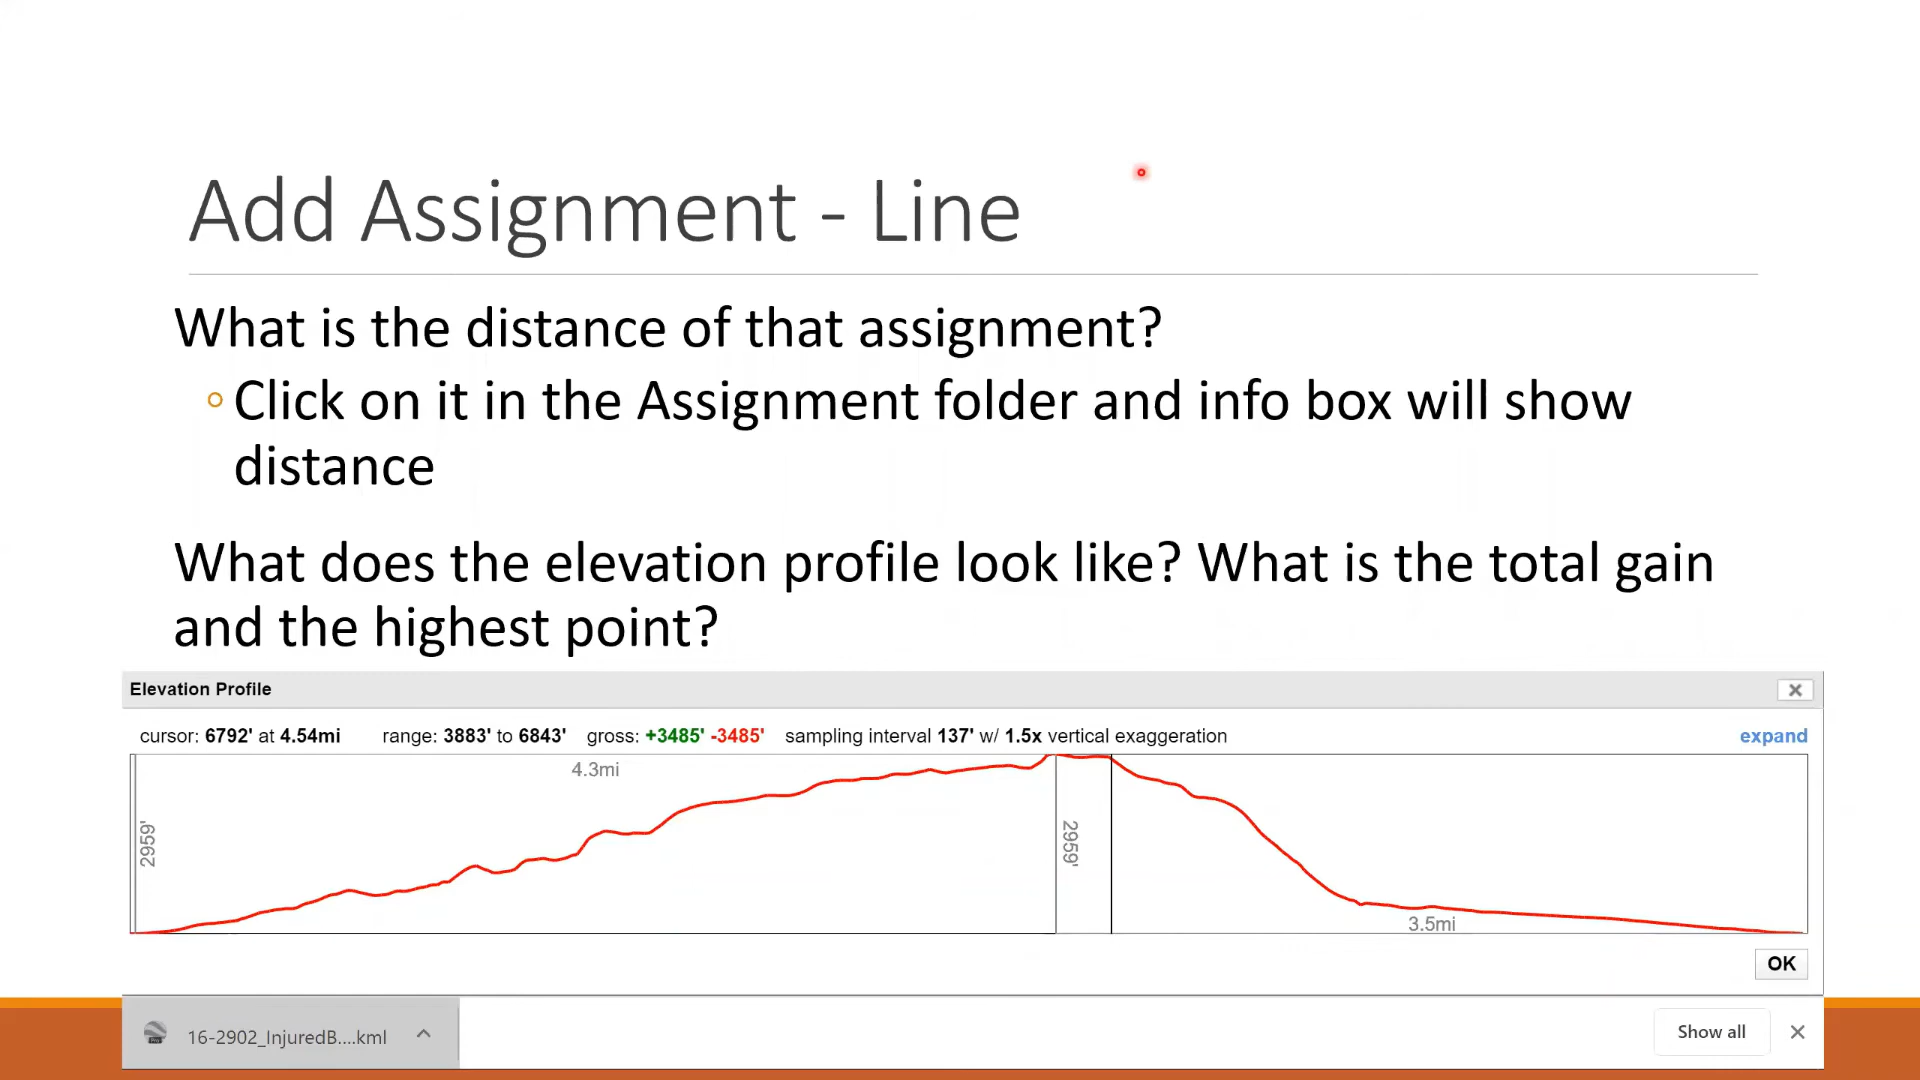 Add Assignment - Line
What is the distance of that assignment?
Click on it in the Assignment folder and info box will show
distance
What does the elevation profile look like? What is the total gain
and the highest point?
Elevation Profile
cursor: 6792' at 4.54mi range: 3883' to 6843' gross: +3485' -3485' sampling interval 137' w/ 1.5x vertical exaggeration expand
4.3mi
2959'
2959'
3.5mi
OK
16-2902_InjuredB....kml
Show all